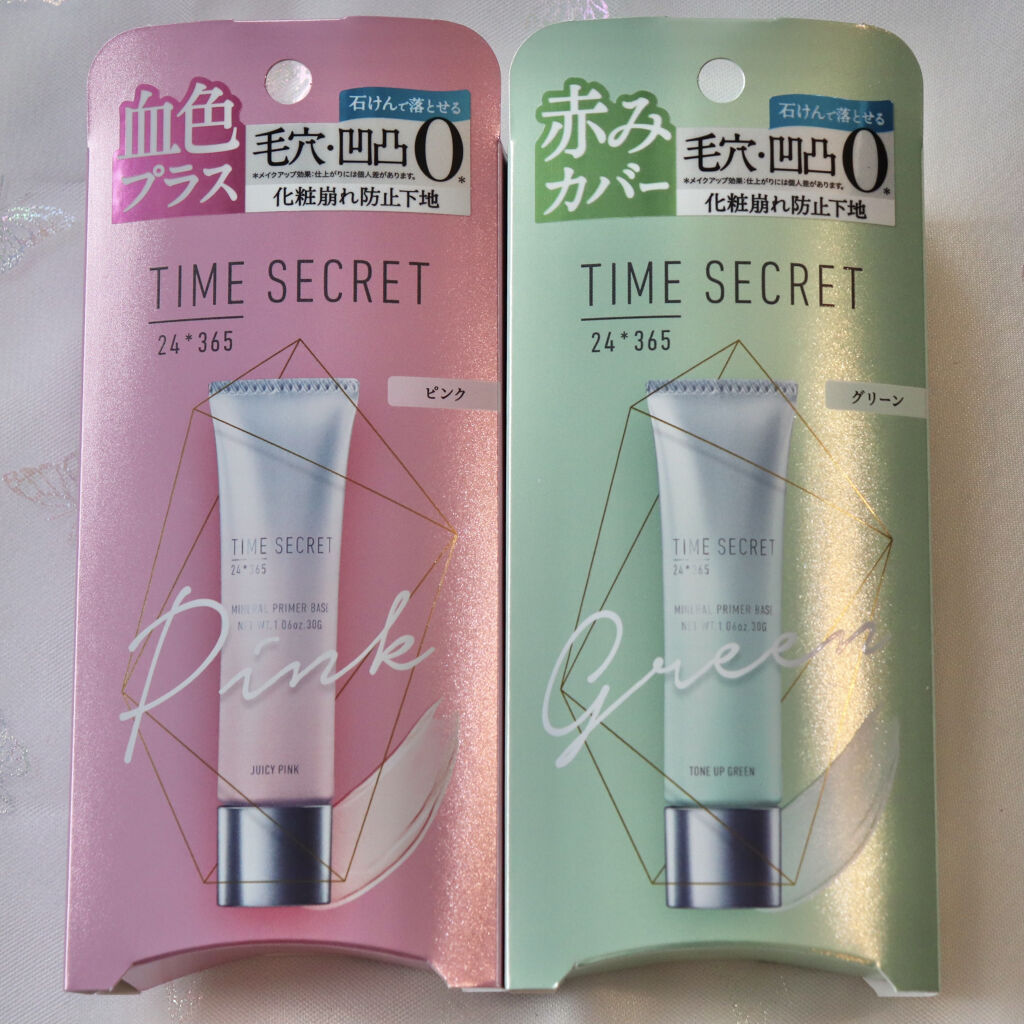 血色
プラス
石けんで落とせる
毛穴・凹凸0*
*メイクアップ効果:仕上がりには個人差があります。
化粧崩れ防止下地
TIME SECRET
24*365
ピンク
TIME SECRET
24*365
MINERAL PRIMER BASE
NET WT.1.06oz.30G
Pink
JUICY PINK
赤み
カバー
石けんで落とせる
毛穴・凹凸0*
*メイクアップ効果:仕上がりには個人差があります。
化粧崩れ防止下地
TIME SECRET
24*365
グリーン
TIME SECRET
24*365
MINERAL PRIMER BASE
NET WT.1.06oz.30G
Green
TONE UP GREEN